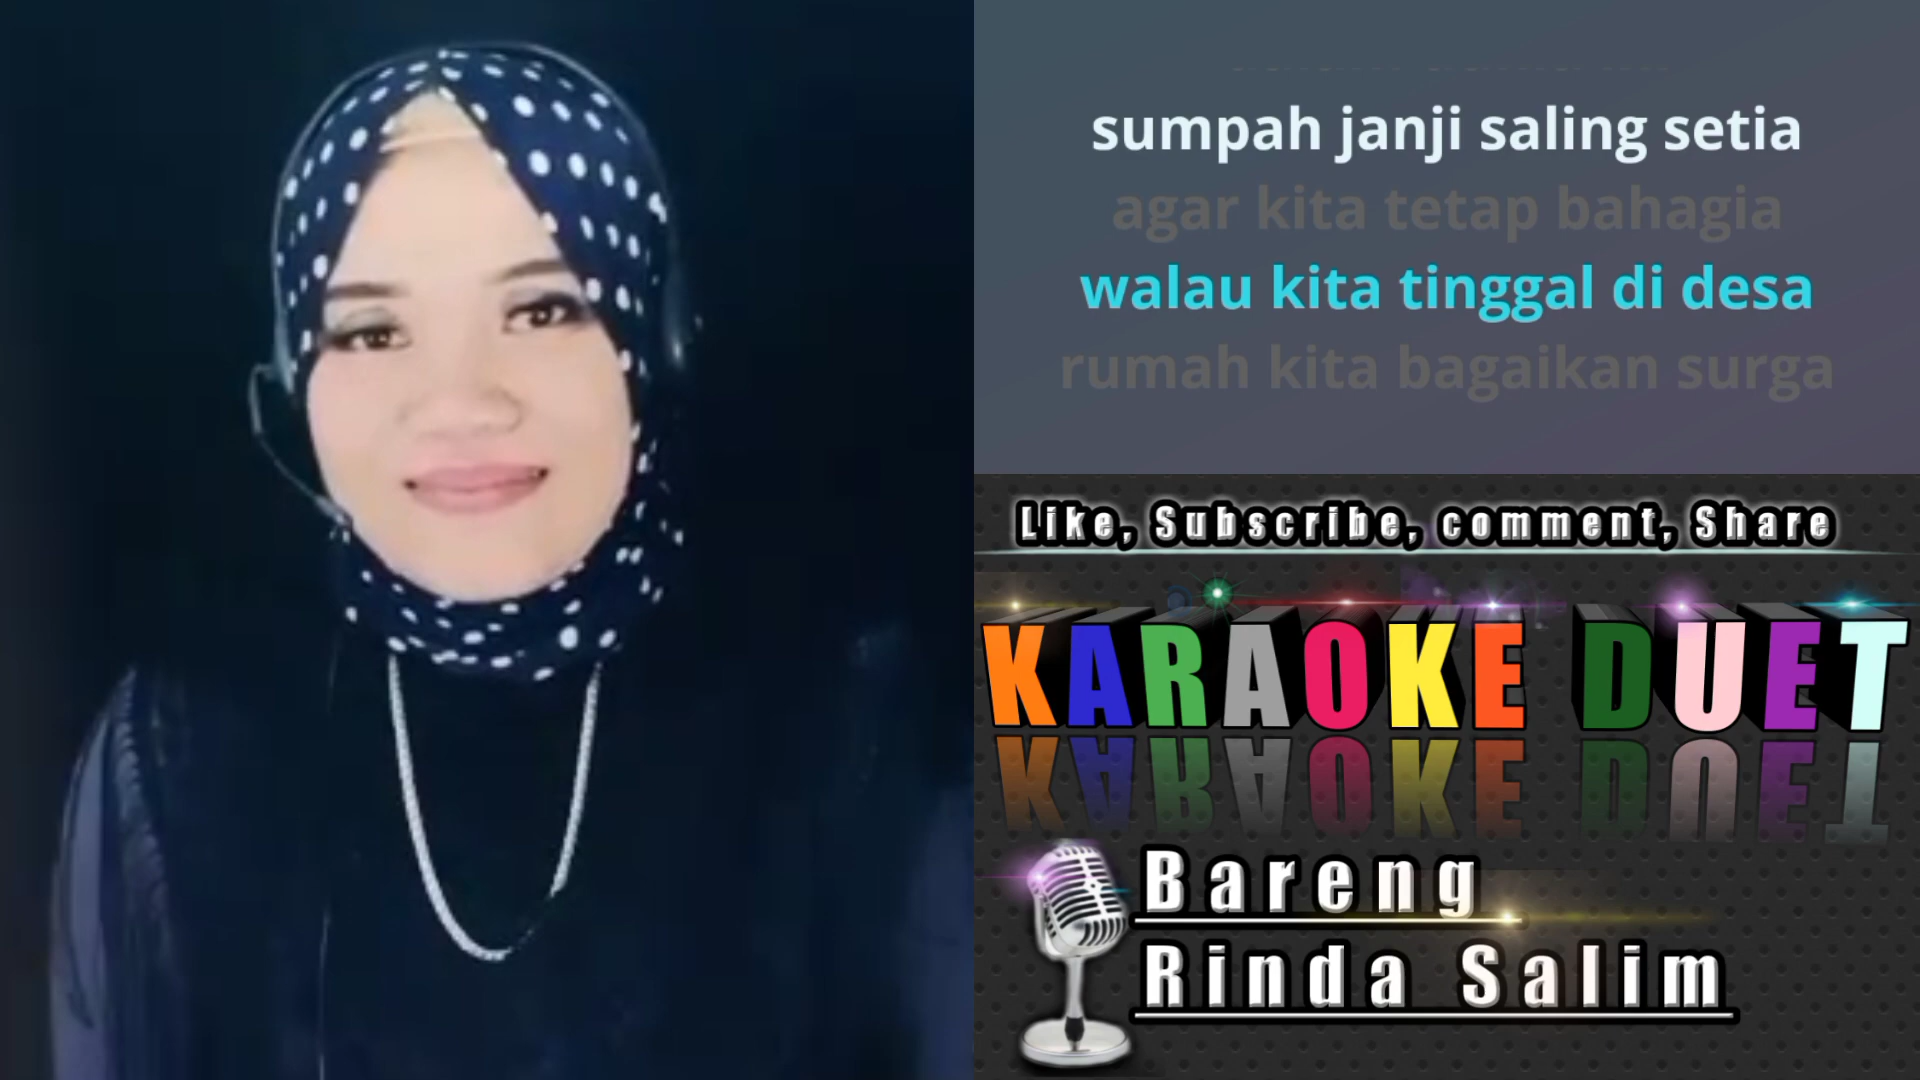 sumpah janji saling setia
agar kita tetap bahagia
walau kita tinggal di desa
rumah kita bagaikan surga
Like, Subscribe, comment, Share
KARAOKE DUET
Bareng
Rinda Salim